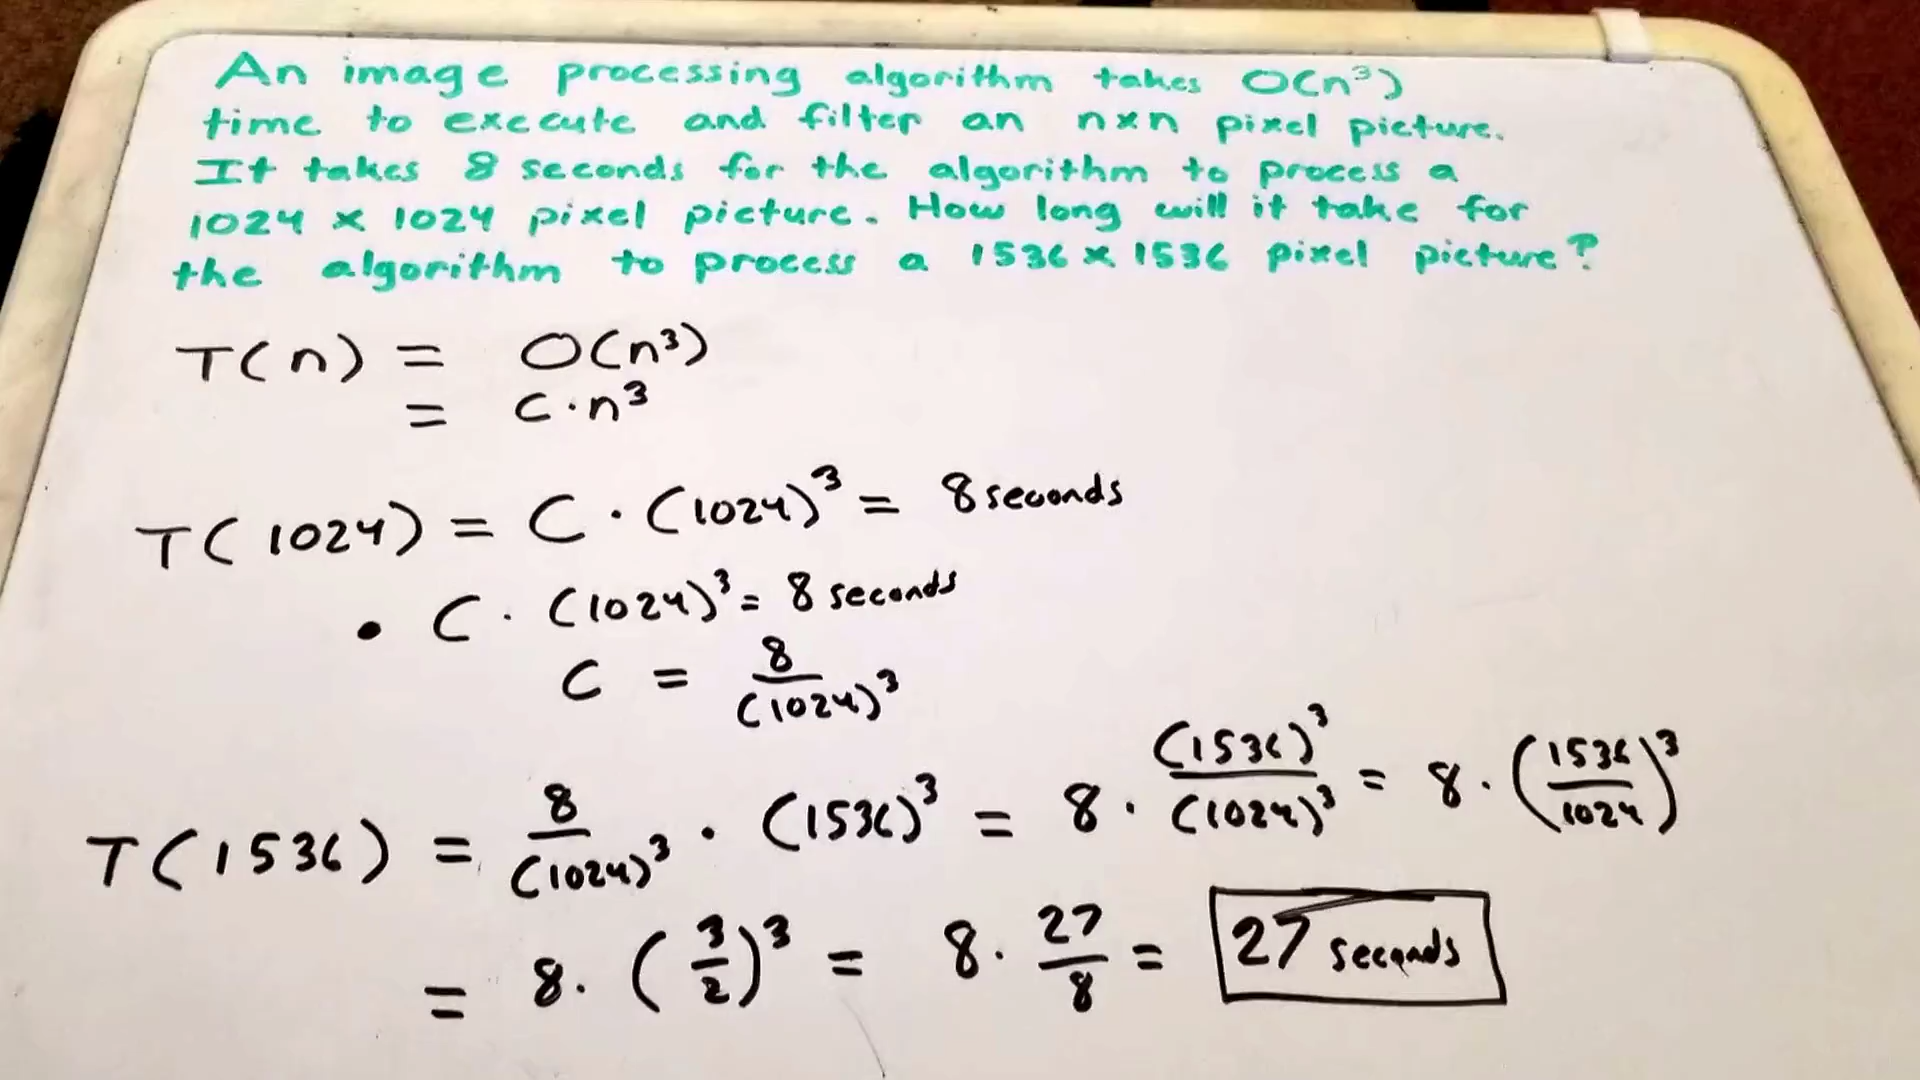 An image processing algorithm takes O(n³)
time to execute and filter an n×n pixel picture.
It takes 8 seconds for the algorithm to process a
1024 × 1024 pixel picture. How long will it take for
the algorithm to process a 1536 × 1536 pixel picture?
T(n) = O(n³)
= C·n³
T(1024) = C · (1024)³ = 8 seconds
• C · (1024)³ = 8 seconds
C = 8/(1024)³
T(1536) = 8/(1024)³ · (1536)³ = 8 · (1536)³/(1024)³ = 8 · (1536/1024)³
= 8 · (3/2)³ = 8 · 27/8 = 27 seconds